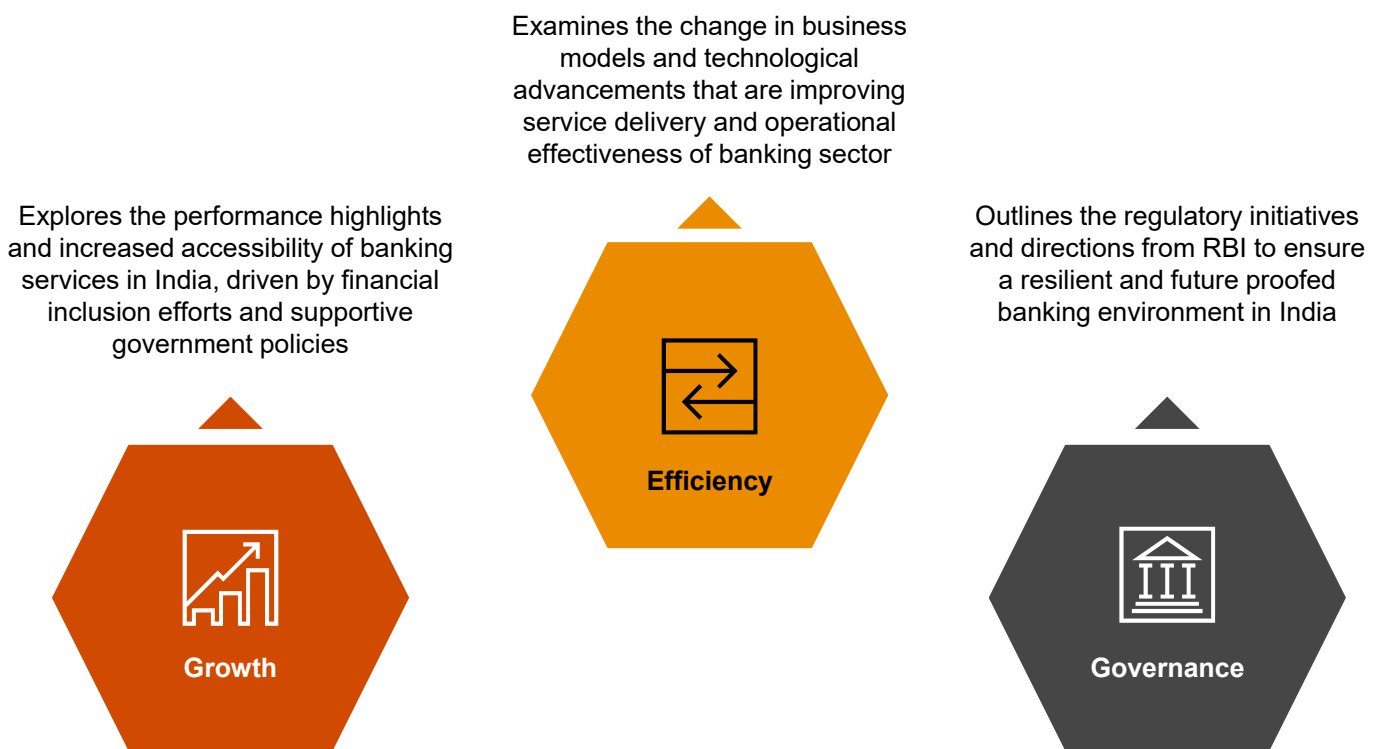 Examines the change in business
models and technological
advancements that are improving
service delivery and operational
effectiveness of banking sector
Explores the performance highlights
and increased accessibility of banking
services in India, driven by financial
inclusion efforts and supportive
government policies
Outlines the regulatory initiatives
and directions from RBI to ensure
a resilient and future proofed
banking environment in India
Efficiency
Growth
Governance